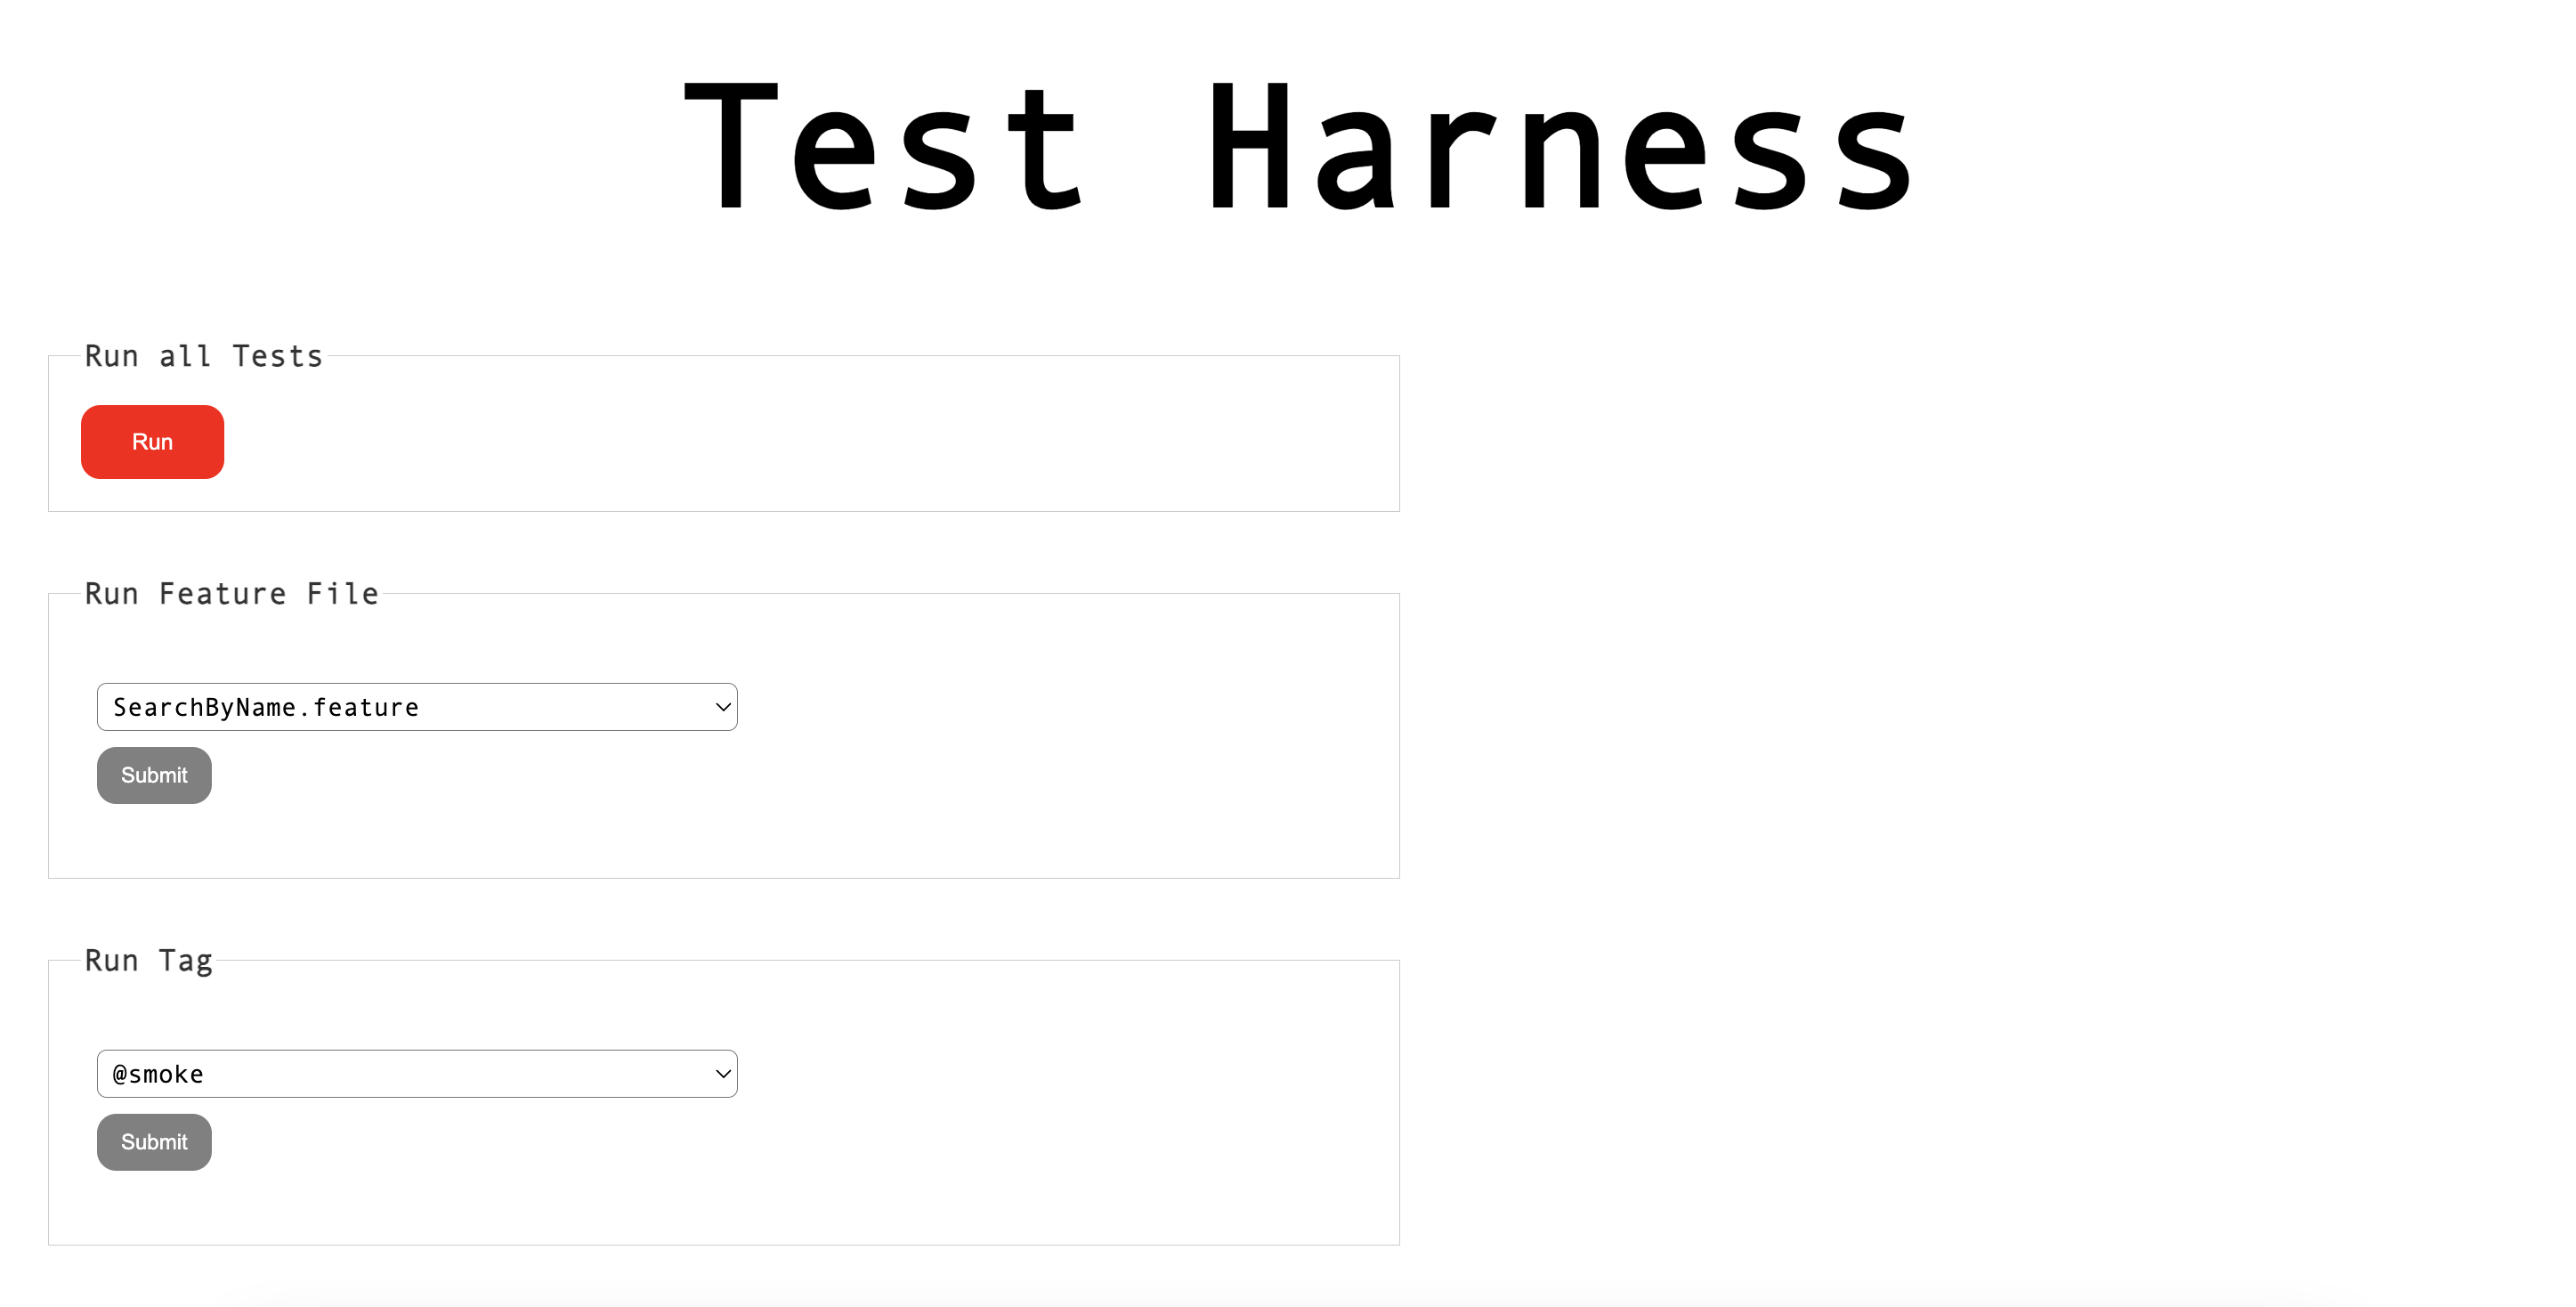 Test Harness
Run all Tests
Run
Run Feature File
SearchByName.feature
Submit
Run Tag
@smoke
Submit